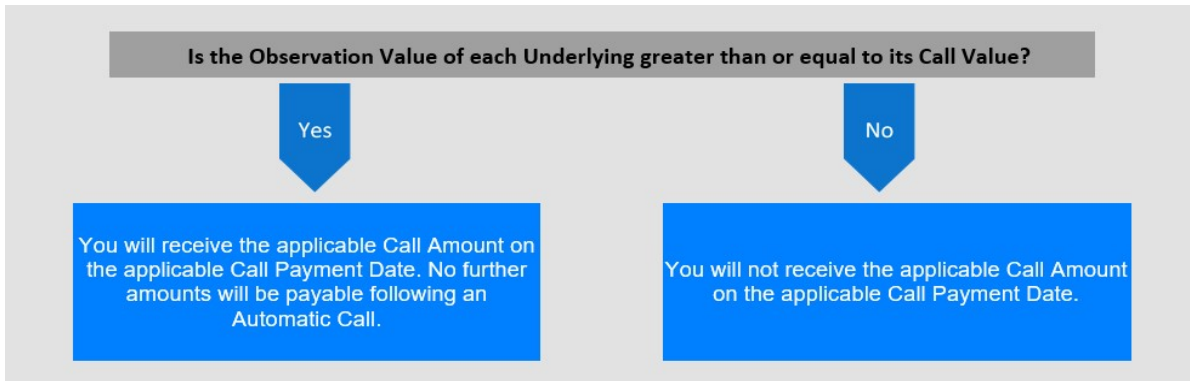 Is the Observation Value of each Underlying greater than or equal to its Call Value?
Yes
No
You will receive the applicable Call Amount on
the applicable Call Payment Date. No further
amounts will be payable following an
Automatic Call.
You will not receive the applicable Call Amount
on the applicable Call Payment Date.